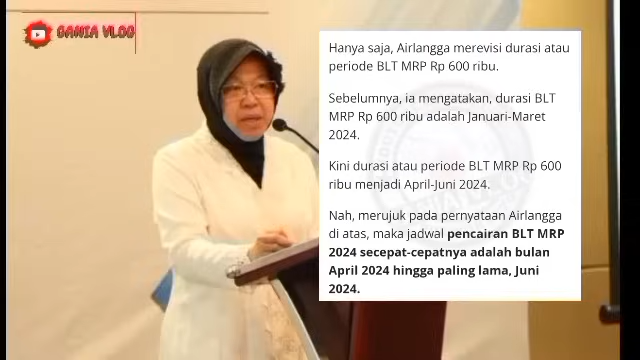 GANIA VLOG
Hanya saja, Airlangga merevisi durasi atau
periode BLT MRP Rp 600 ribu.
Sebelumnya, ia mengatakan, durasi BLT
MRP Rp 600 ribu adalah Januari-Maret
2024.
Kini durasi atau periode BLT MRP Rp 600
ribu menjadi April-Juni 2024.
Nah, merujuk pada pernyataan Airlangga
di atas, maka jadwal pencairan BLT MRP
2024 secepat-cepatnya adalah bulan
April 2024 hingga paling lama, Juni
2024.